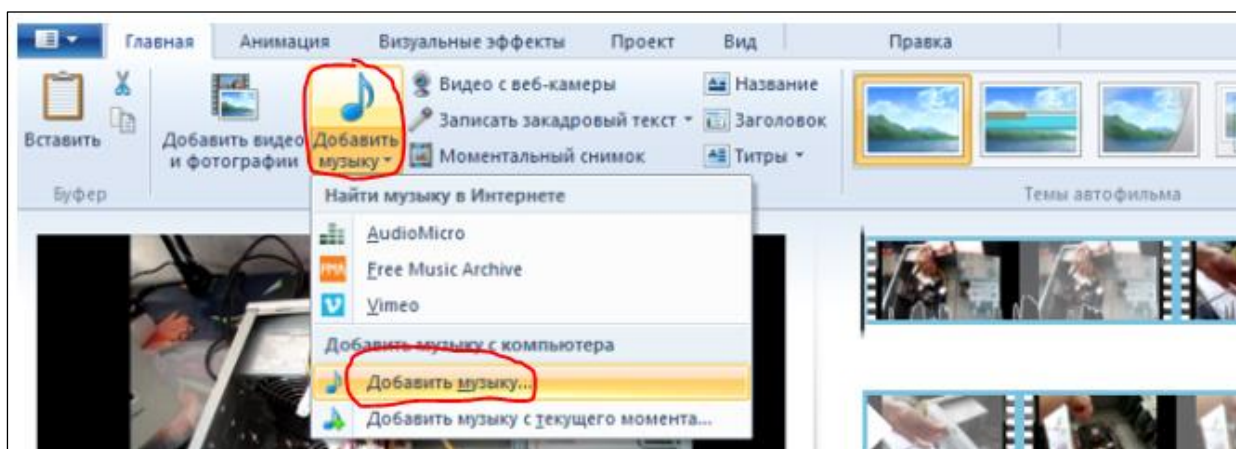 Главная Анимация Визуальные эффекты Проект Вид Правка
Вставить
Буфер
Добавить видео
и фотографии
Добавить
музыку
Видео с веб-камеры
Записать закадровый текст
Моментальный снимок
Название
Заголовок
Титры
Темы автофильма
Найти музыку в Интернете
AudioMicro
FMA Free Music Archive
Vimeo
Добавить музыку с компьютера
Добавить музыку...
Добавить музыку с текущего момента...